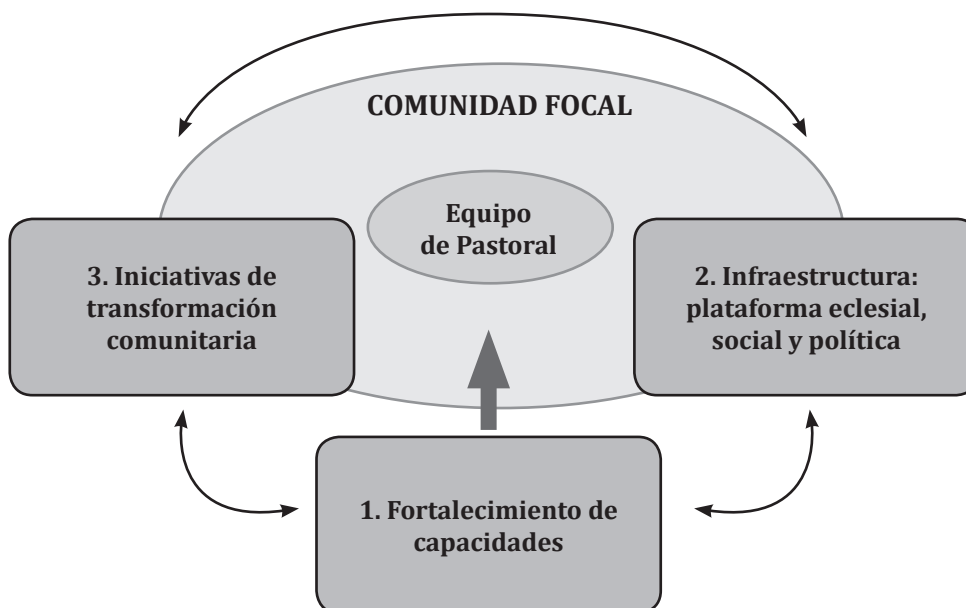 COMUNIDAD FOCAL
Equipo
de Pastoral
3. Iniciativas de
transformación
comunitaria
2. Infraestructura:
plataforma eclesial,
social y política
1. Fortalecimiento de
capacidades